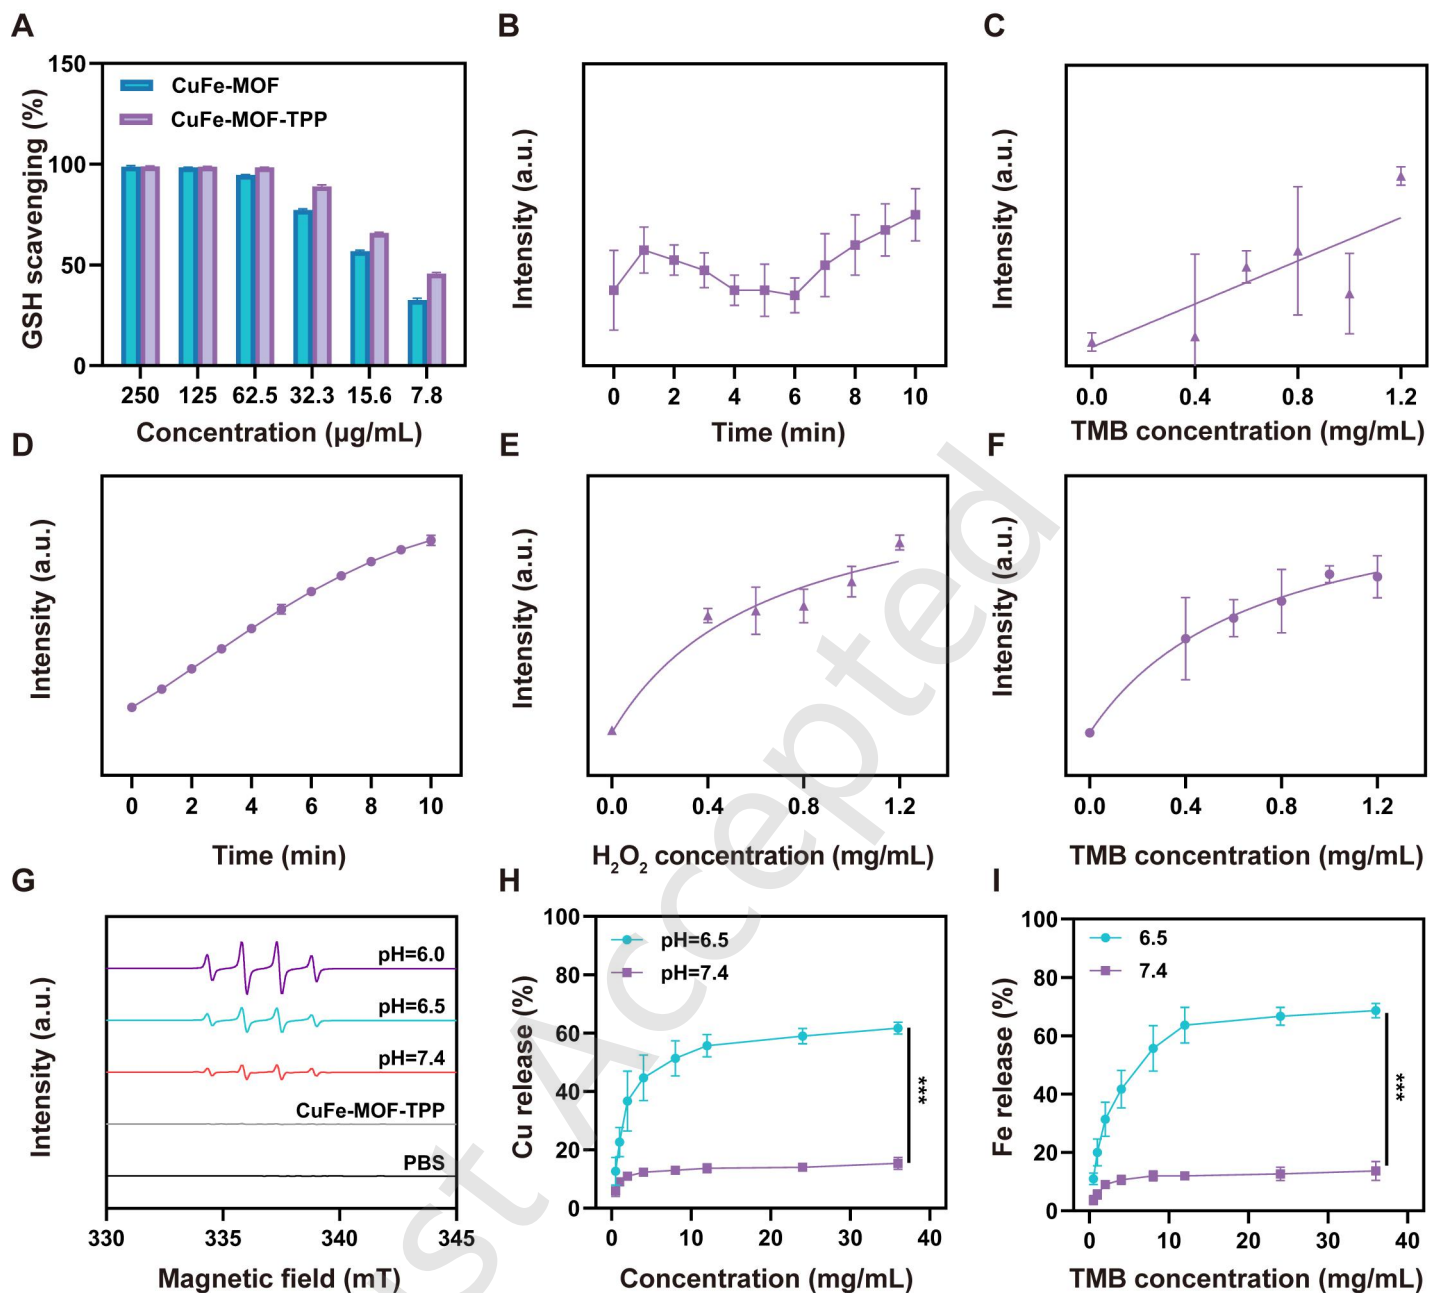 A
150
100
50
0
GSH scavenging (%)
CuFe-MOF
CuFe-MOF-TPP
250 125 62.5 32.3 15.6 7.8
Concentration (μg/mL)
B
Intensity (a.u.)
0 2 4 6 8 10
Time (min)
C
Intensity (a.u.)
0.0 0.4 0.8 1.2
TMB concentration (mg/mL)
D
Intensity (a.u.)
0 2 4 6 8 10
Time (min)
E
Intensity (a.u.)
0.0 0.4 0.8 1.2
H₂O₂ concentration (mg/mL)
F
Intensity (a.u.)
0.0 0.4 0.8 1.2
TMB concentration (mg/mL)
G
Intensity (a.u.)
pH=6.0
pH=6.5
pH=7.4
CuFe-MOF-TPP
PBS
330 335 340 345
Magnetic field (mT)
H
100
80
60
40
20
0
Cu release (%)
pH=6.5
pH=7.4
***
0 10 20 30 40
Concentration (mg/mL)
I
100
80
60
40
20
0
Fe release (%)
6.5
7.4
***
0 10 20 30 40
TMB concentration (mg/mL)
st Accepted